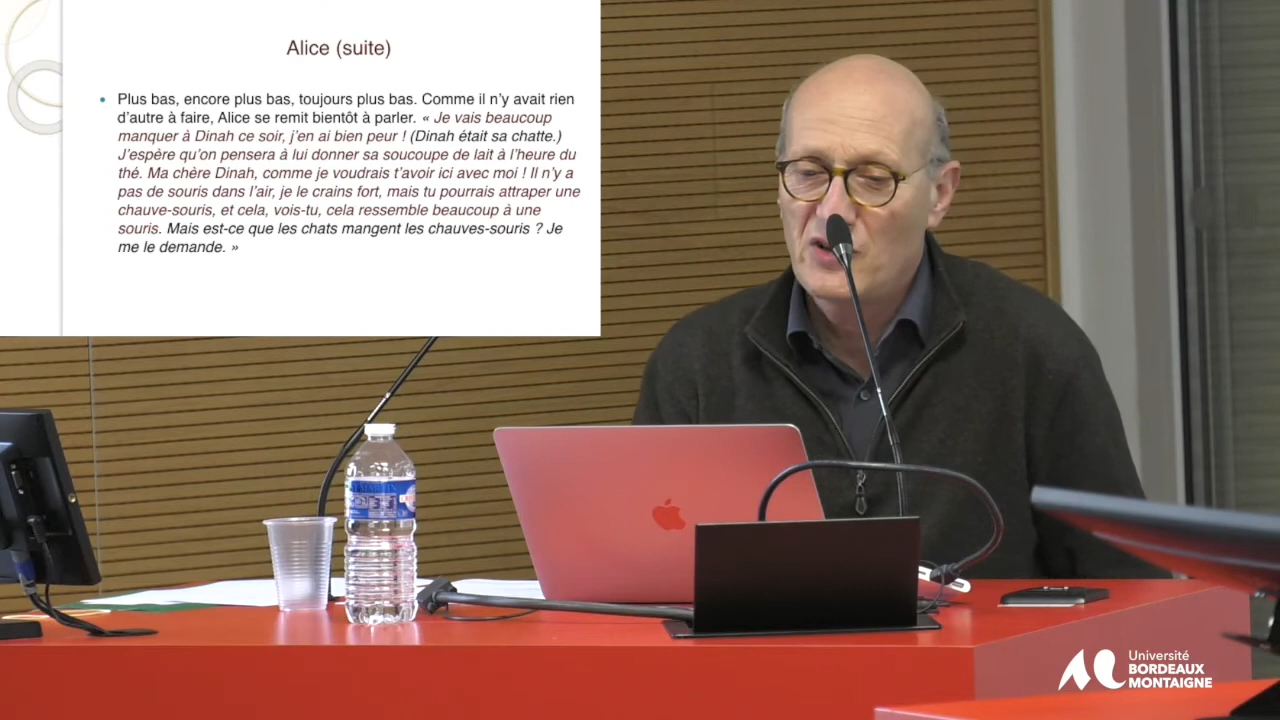 Alice (suite)
• Plus bas, encore plus bas, toujours plus bas. Comme il n'y avait rien
d'autre à faire, Alice se remit bientôt à parler. « Je vais beaucoup
manquer à Dinah ce soir, j'en ai bien peur ! (Dinah était sa chatte.)
J'espère qu'on pensera à lui donner sa soucoupe de lait à l'heure du
thé. Ma chère Dinah, comme je voudrais t'avoir ici avec moi ! Il n'y a
pas de souris dans l'air, je le crains fort, mais tu pourrais attraper une
chauve-souris, et cela, vois-tu, cela ressemble beaucoup à une
souris. Mais est-ce que les chats mangent les chauves-souris ? Je
me le demande. »
Université
BORDEAUX
MONTAIGNE